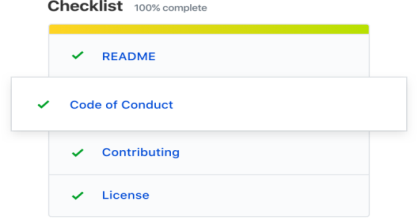 Checklist 100% complete
README
Code of Conduct
Contributing
License